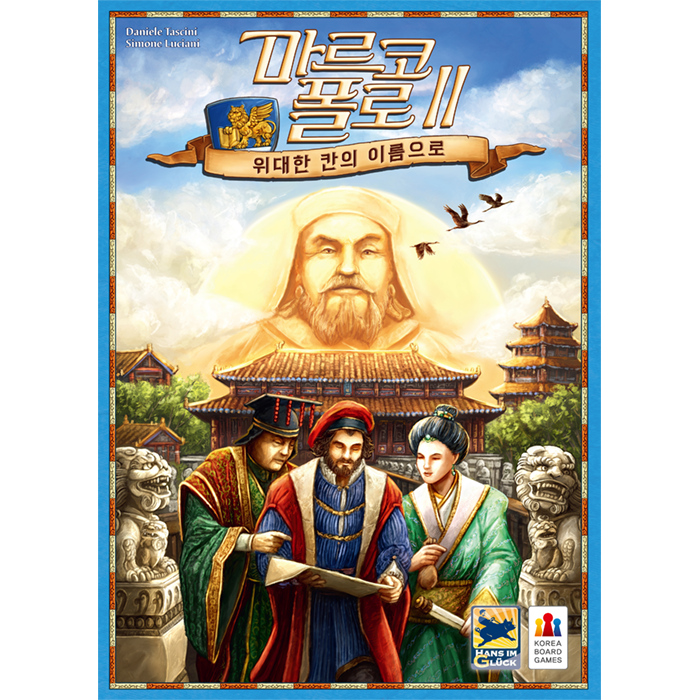 Daniele Tascini
Simone Luciani
마르코
폴로 II
위대한 칸의 이름으로
HANS IM
GLÜCK
KOREA
BOARD
GAMES